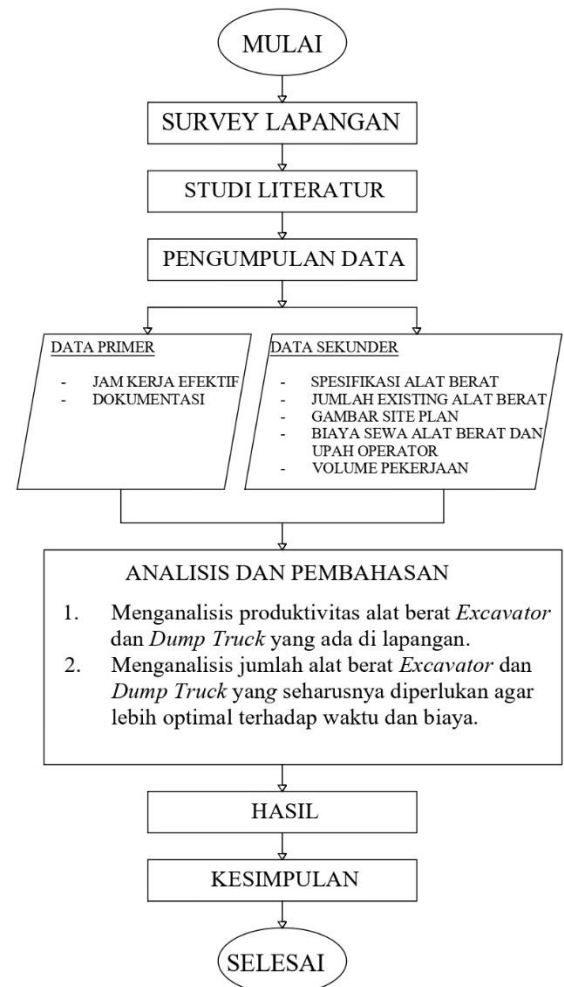 MULAI
SURVEY LAPANGAN
STUDI LITERATUR
PENGUMPULAN DATA
DATA PRIMER
- JAM KERJA EFEKTIF
- DOKUMENTASI
DATA SEKUNDER
- SPESIFIKASI ALAT BERAT
- JUMLAH EXISTING ALAT BERAT
- GAMBAR SITE PLAN
- BIAYA SEWA ALAT BERAT DAN
UPAH OPERATOR
- VOLUME PEKERJAAN
ANALISIS DAN PEMBAHASAN
1. Menganalisis produktivitas alat berat Excavator
dan Dump Truck yang ada di lapangan.
2. Menganalisis jumlah alat berat Excavator dan
Dump Truck yang seharusnya diperlukan agar
lebih optimal terhadap waktu dan biaya.
HASIL
KESIMPULAN
SELESAI